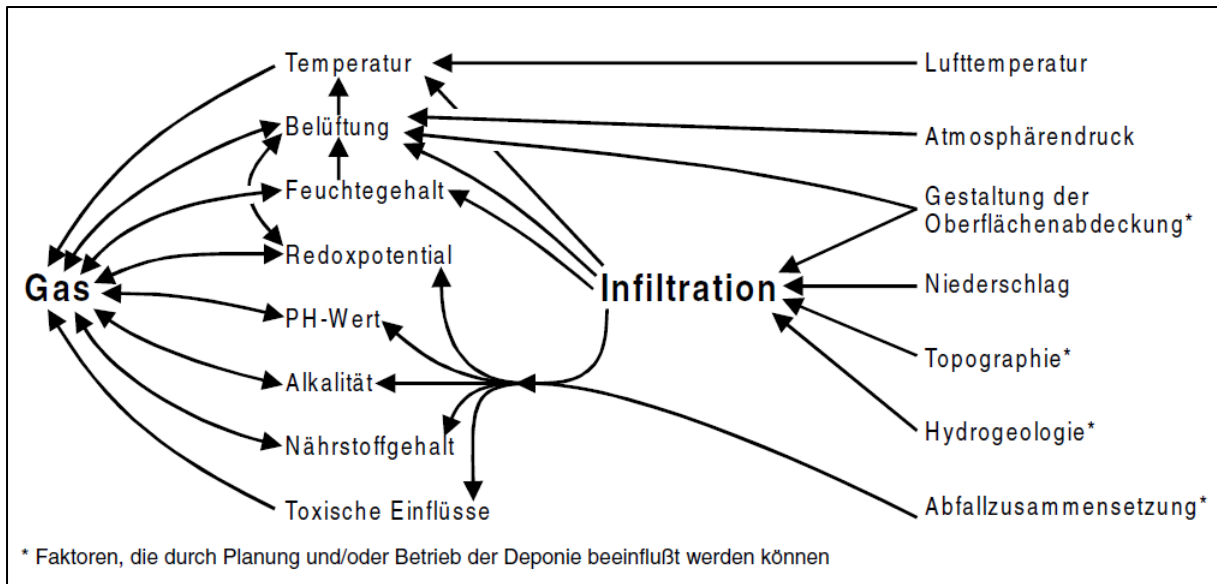 Temperatur
Lufttemperatur
Belüftung
Atmosphärendruck
Feuchtegehalt
Gestaltung der
Oberflächenabdeckung*
Redoxpotential
Gas
Infiltration
Niederschlag
PH-Wert
Topographie*
Alkalität
Nährstoffgehalt
Hydrogeologie*
Toxische Einflüsse
Abfallzusammensetzung*
* Faktoren, die durch Planung und/oder Betrieb der Deponie beeinflußt werden können